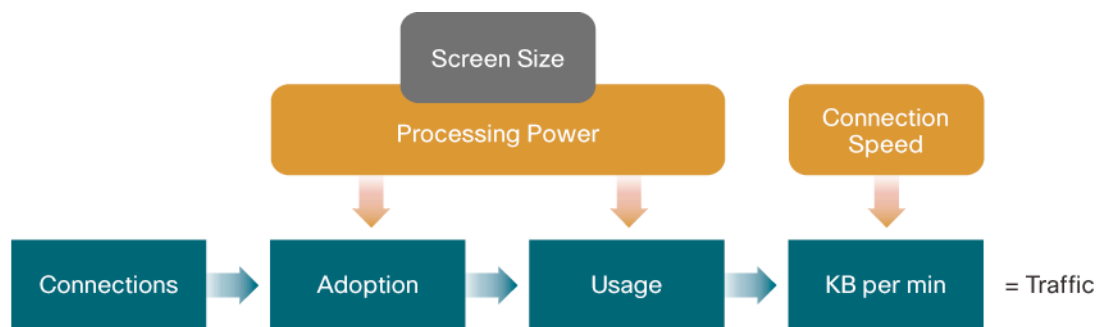 Screen Size
Processing Power
Connection
Speed
Connections
Adoption
Usage
KB per min
= Traffic